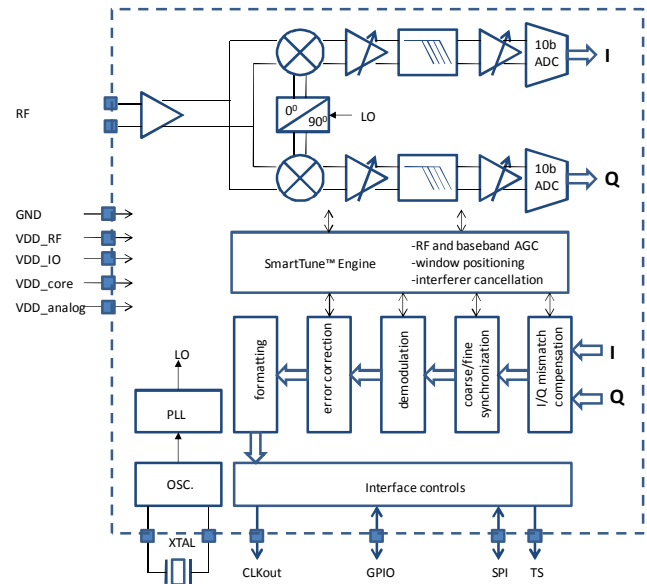 10b
ADC
I
RF
0⁰
90⁰
LO
10b
ADC
Q
GND
VDD_RF
VDD_IO
VDD_core
VDD_analog
SmartTune™ Engine
-RF and baseband AGC
-window positioning
-interferer cancellation
LO
PLL
OSC.
XTAL
formatting
error correction
demodulation
coarse/fine
synchronization
I/Q mismatch
compensation
I
Q
Interface controls
CLKout
GPIO
SPI
TS